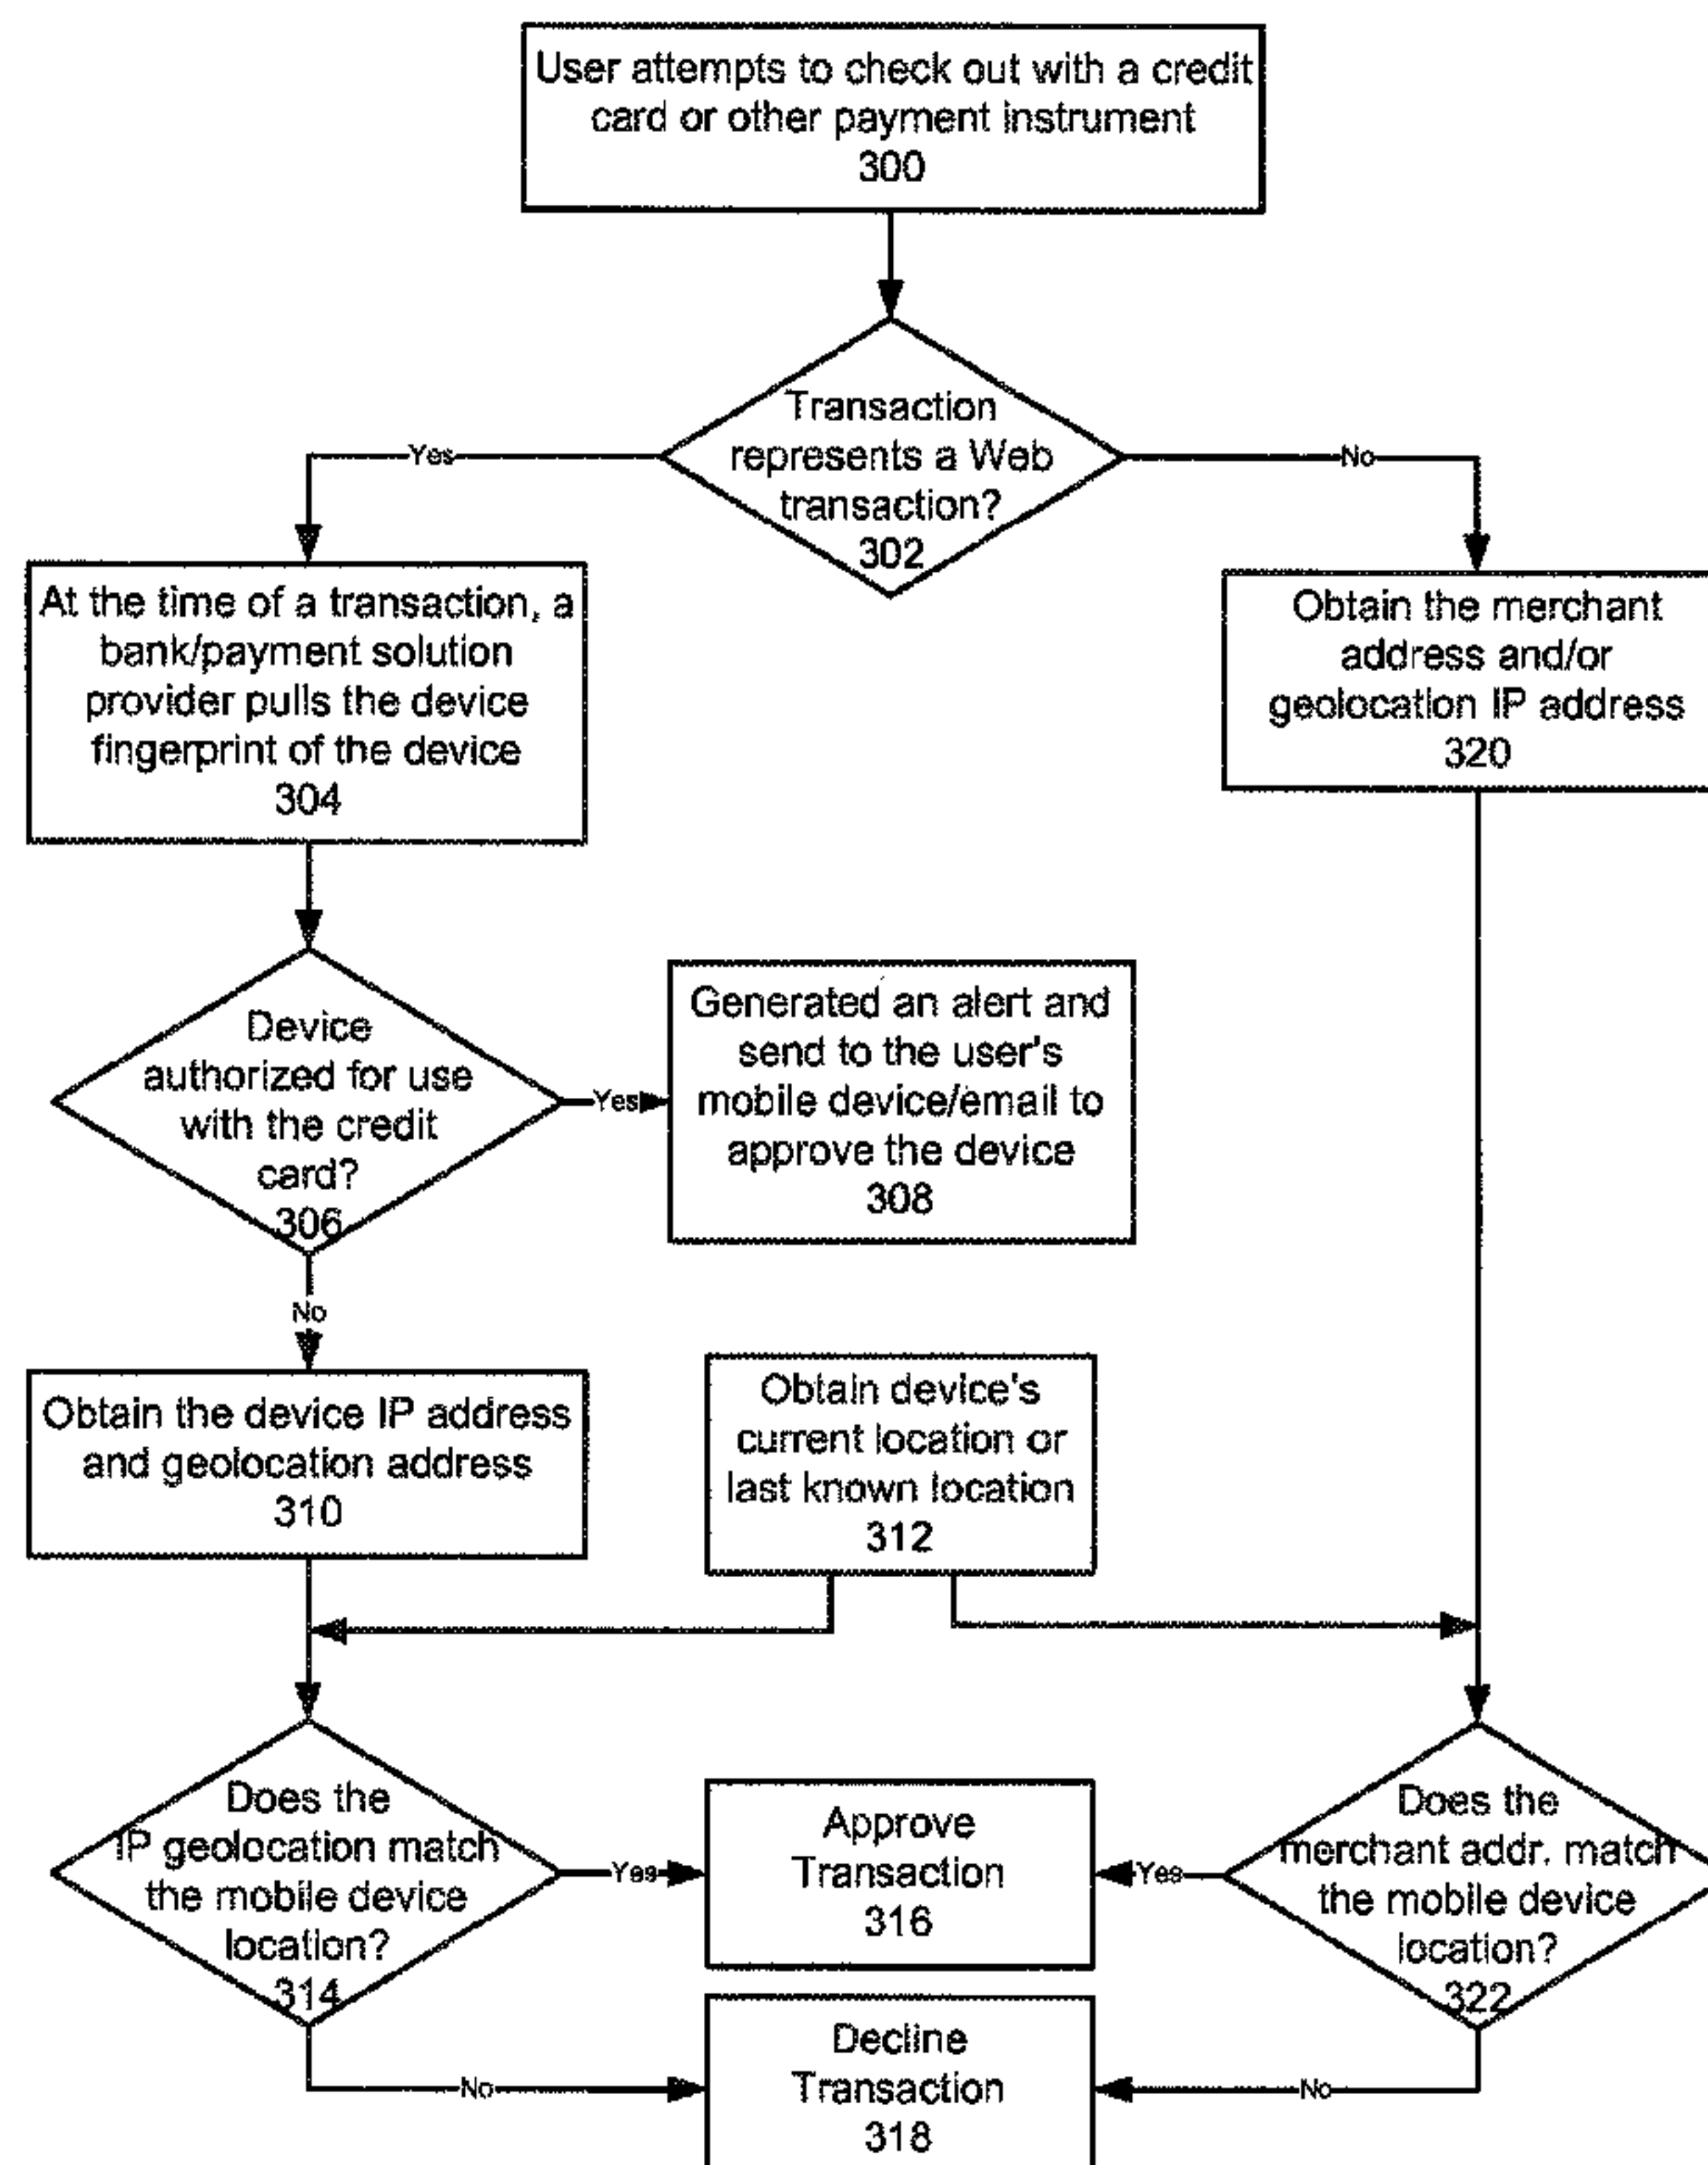 User attempts to check out with a credit
card or other payment instrument
300
Transaction
represents a Web
transaction?
302
Yes
No
At the time of a transaction, a
bank/payment solution
provider pulls the device
fingerprint of the device
304
Obtain the merchant
address and/or
geolocation IP address
320
Device
authorized for use
with the credit
card?
306
Yes
Generated an alert and
send to the user's
mobile device/email to
approve the device
308
No
Obtain the device IP address
and geolocation address
310
Obtain device's
current location or
last known location
312
Does the
IP geolocation match
the mobile device
location?
314
Yes
Approve
Transaction
316
Yes
Does the
merchant addr. match
the mobile device
location?
322
No
Decline
Transaction
318
No